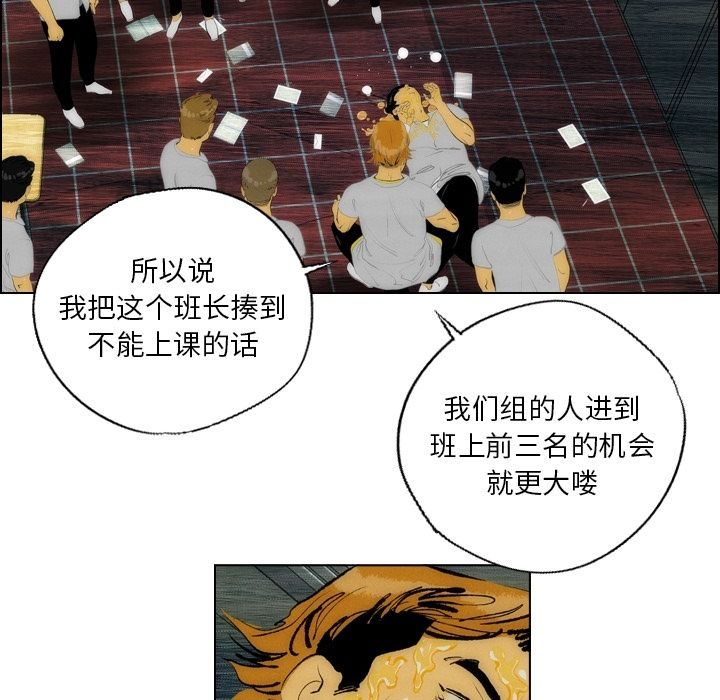 所以说
我把这个班长揍到
不能上课的话
我们组的人进到
班上前三名的机会
就更大喽